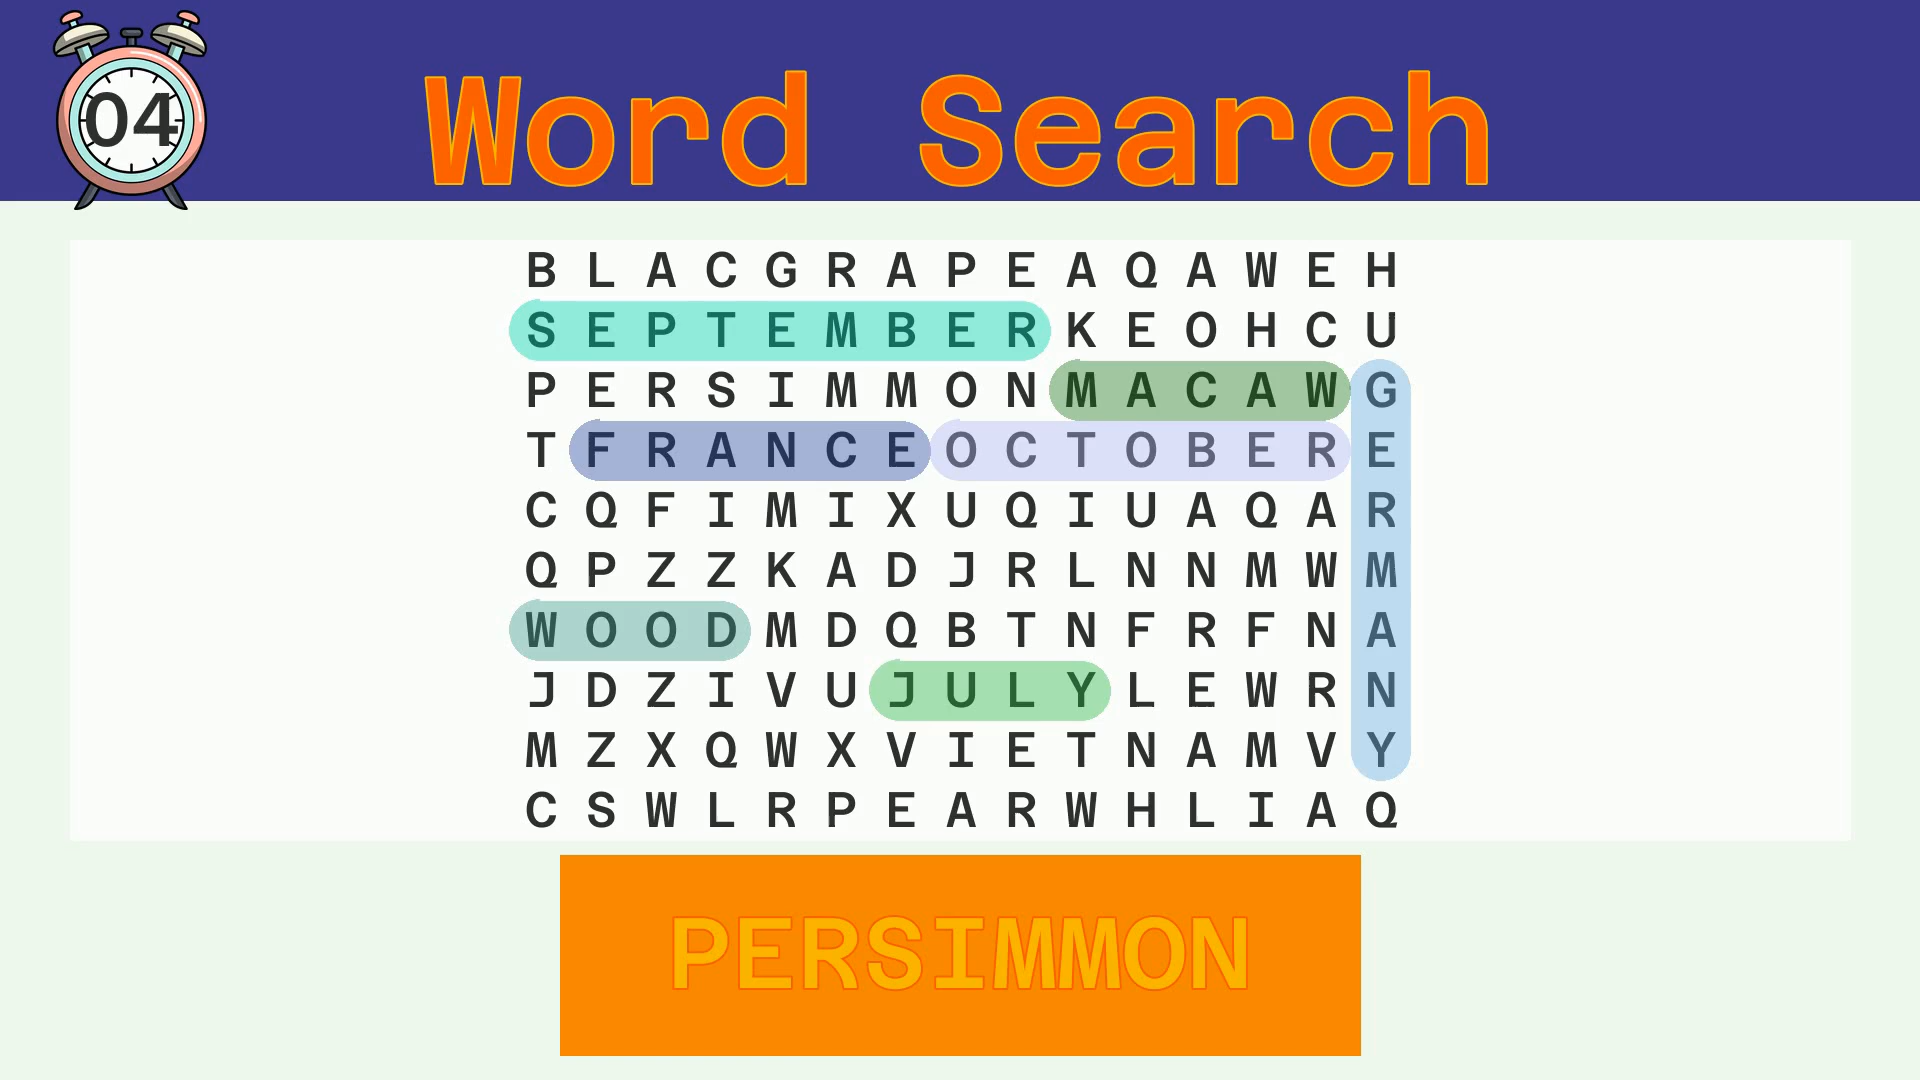 04
Word Search
B L A C G R A P E A Q A W E H
S E P T E M B E R K E O H C U
P E R S I M M O N M A C A W G
T F R A N C E O C T O B E R E
C Q F I M I X U Q I U A Q A R
Q P Z Z K A D J R L N N M W M
W O O D M D Q B T N F R F N A
J D Z I V U J U L Y L E W R N
M Z X Q W X V I E T N A M V Y
C S W L R P E A R W H L I A Q
PERSIMMON